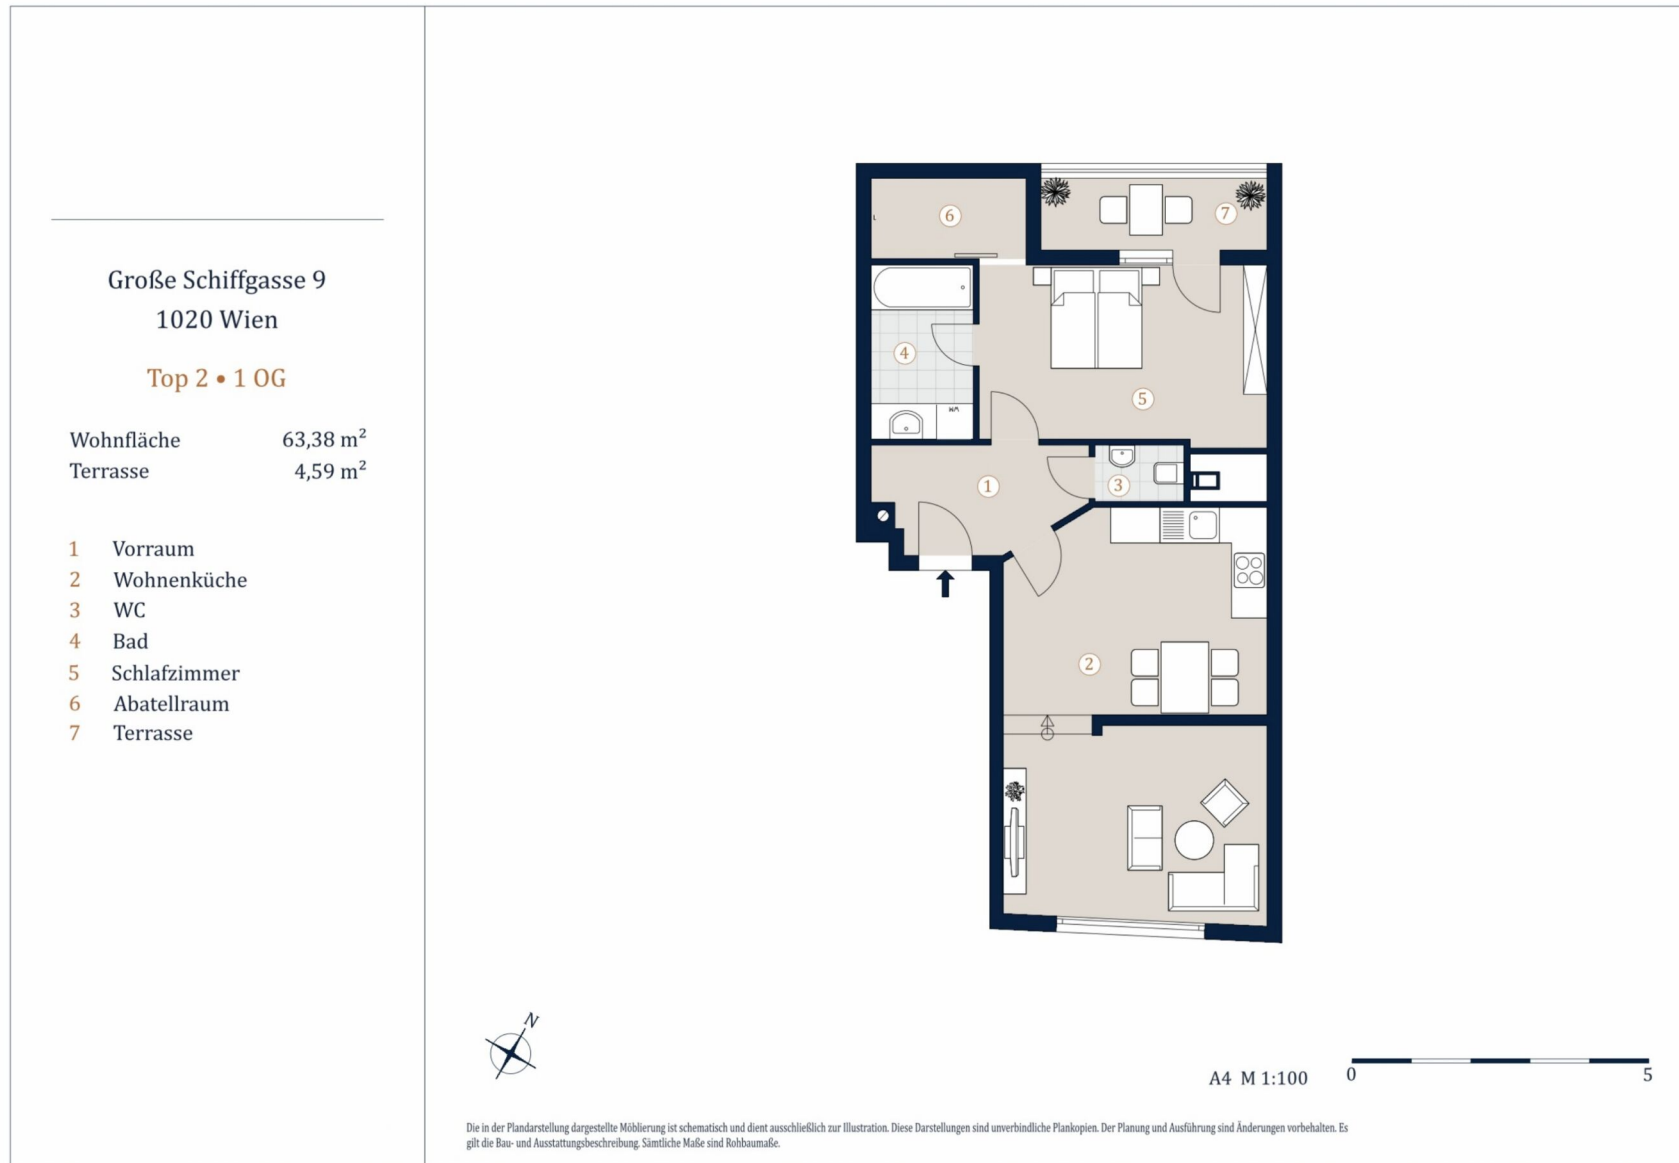 Große Schiffgasse 9
1020 Wien
Top 2 • 1 OG
Wohnfläche 63,38 m²
Terrasse 4,59 m²
1 Vorraum
2 Wohnenküche
3 WC
4 Bad
5 Schlafzimmer
6 Abatellraum
7 Terrasse
6
7
4
5
WM
1
3
2
N
A4 M 1:100
0 5
Die in der Plandarstellung dargestellte Möblierung ist schematisch und dient ausschließlich zur Illustration. Diese Darstellungen sind unverbindliche Plankopien. Der Planung und Ausführung sind Änderungen vorbehalten. Es
gilt die Bau- und Ausstattungsbeschreibung. Sämtliche Maße sind Rohbaumaße.